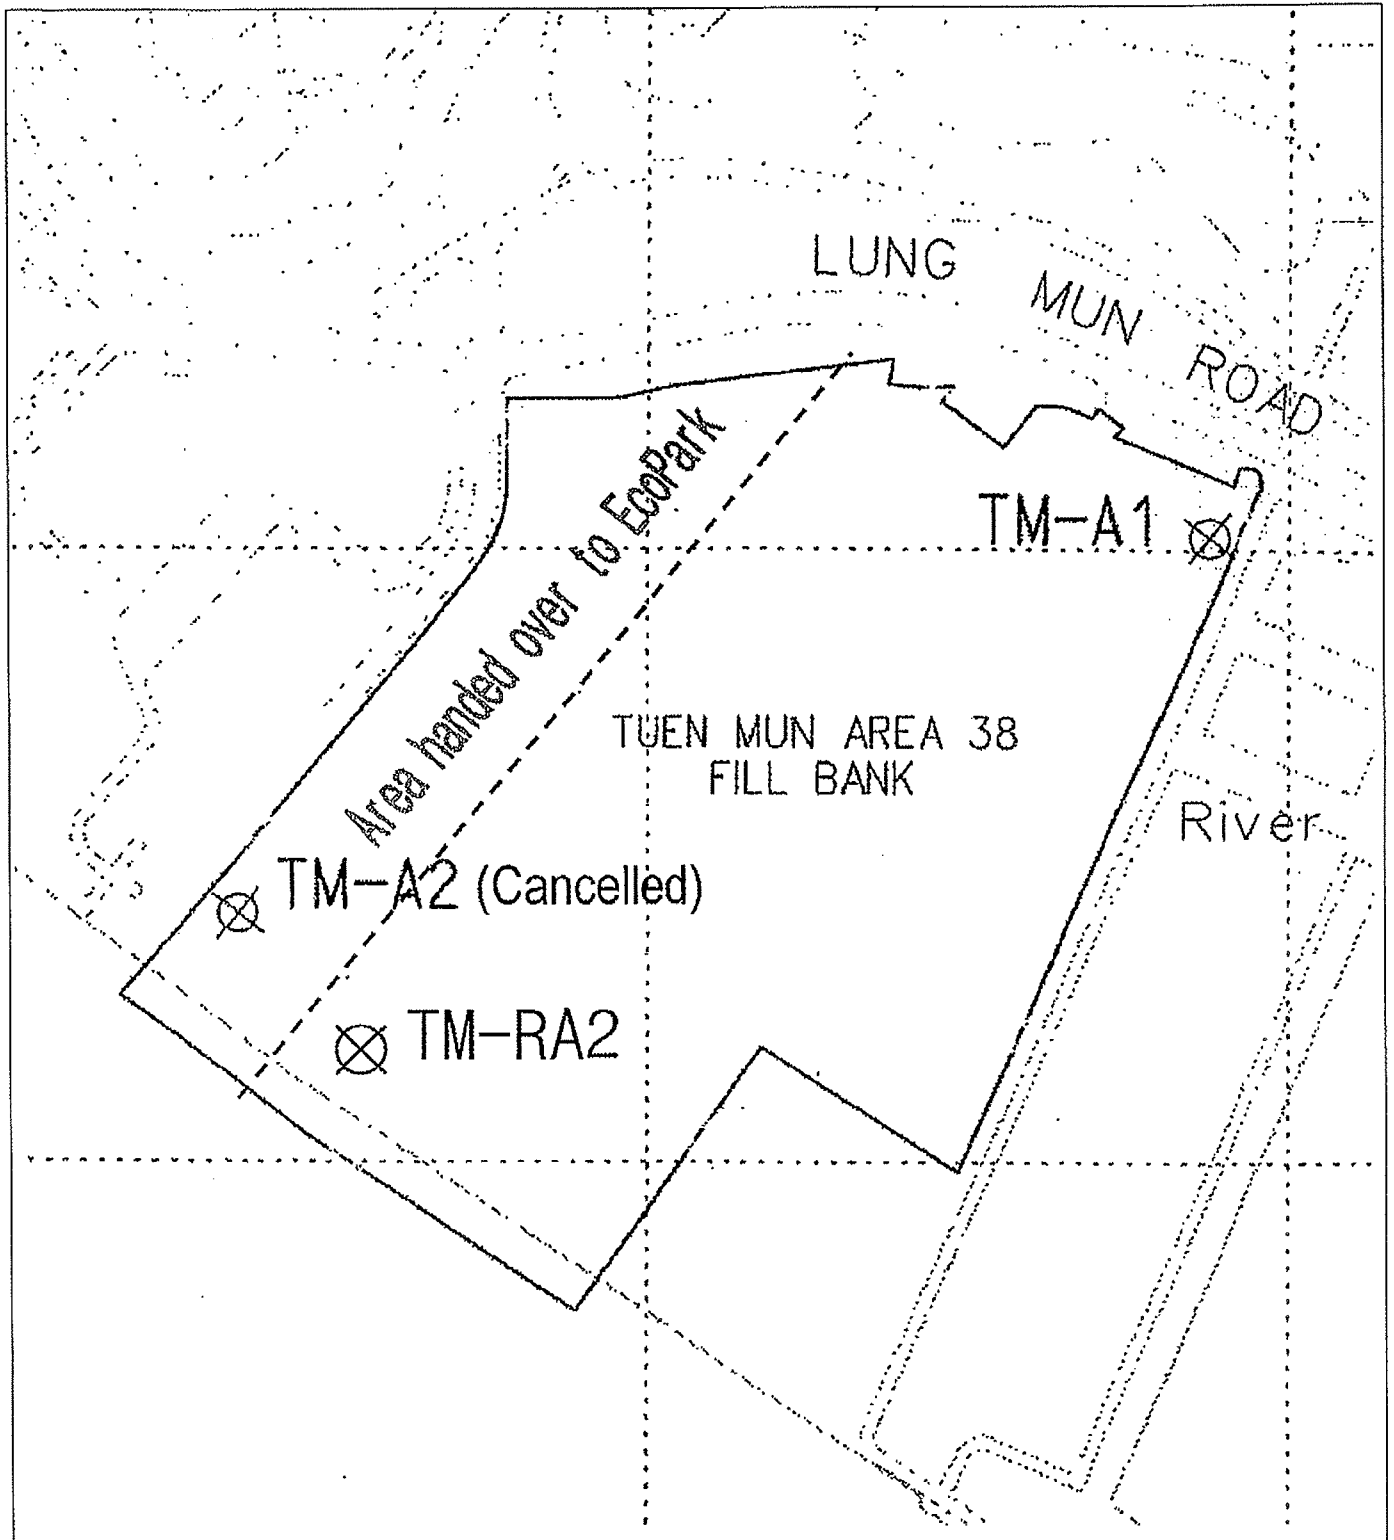 LUNG MUN ROAD
Area handed over to EcoPark
TM-A1
TUEN MUN AREA 38
FILL BANK
River
TM-A2 (Cancelled)
TM-RA2